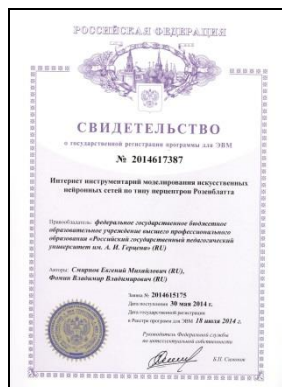 РОССИЙСКАЯ ФЕДЕРАЦИЯ
СВИДЕТЕЛЬСТВО
о государственной регистрации программы для ЭВМ
№ 2014617387
Интернет инструментарий моделирования искусственных
нейронных сетей по типу перцептронов Розенблатта
Правообладатель: федеральное государственное бюджетное
образовательное учреждение высшего профессионального
образования «Российский государственный педагогический
университет им. А. И. Герцена» (RU)
Авторы: Смирнов Евгений Михайлович (RU),
Фомин Владимир Владимирович (RU)
Заявка № 2014615175
Дата поступления 30 мая 2014 г.
Дата государственной регистрации
в Реестре программ для ЭВМ 18 июля 2014 г.
Руководитель Федеральной службы
по интеллектуальной собственности
Б.П. Симонов